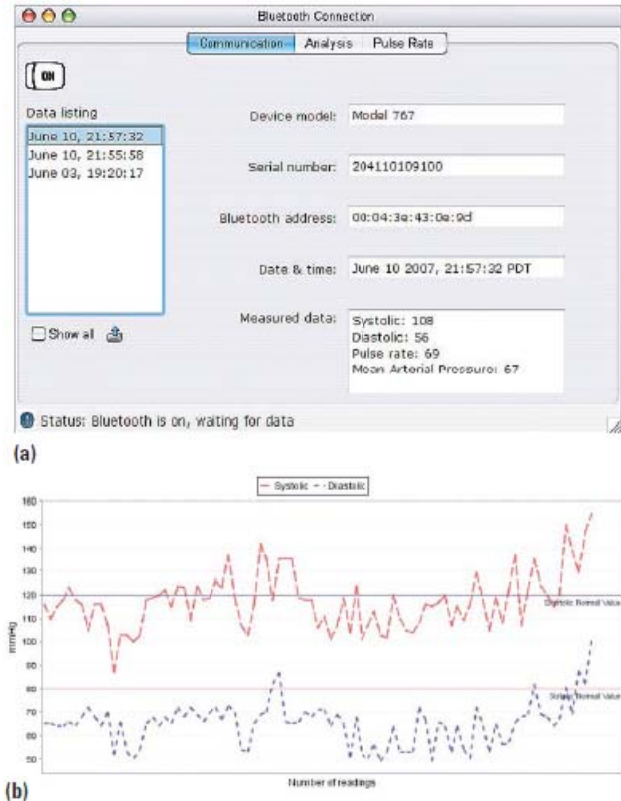 Bluetooth Connection
Communication Analysis Pulse Rate
ON
Data listing
June 10, 21:57:32
June 10, 21:55:58
June 03, 19:20:17
Show all
Device model: Model 767
Serial number: 204110109100
Bluetooth address: 00:04:3e:43:0e:9d
Date & time: June 10 2007, 21:57:32 PDT
Measured data: Systolic: 108
Diastolic: 56
Pulse rate: 69
Mean Arterial Pressure: 67
Status: Bluetooth is on, waiting for data
(a)
Systolic Diastolic
160
150
140
130
120
110
100
90
80
70
60
50
mmHg
Normal Value
Normal Value
Number of readings
(b)